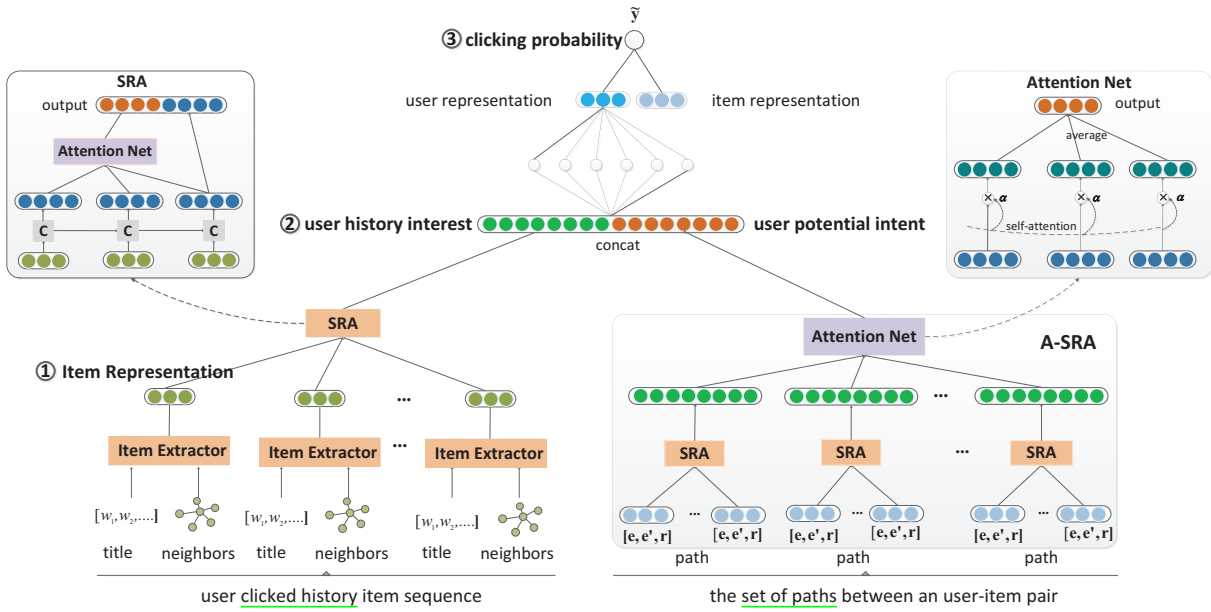 ỹ
③ clicking probability
user representation
item representation
SRA
output
Attention Net
C
C
C
Attention Net
output
average
× α
× α
× α
self-attention
② user history interest
user potential intent
concat
SRA
① Item Representation
...
Item Extractor
Item Extractor
...
Item Extractor
[w₁,w₂,....]
[w₁,w₂,....]
[w₁,w₂,....]
title
neighbors
title
neighbors
title
neighbors
user clicked history item sequence
Attention Net
A-SRA
...
SRA
SRA
...
SRA
...
...
...
[e, e', r]
[e, e', r]
[e, e', r]
[e, e', r]
[e, e', r]
[e, e', r]
path
path
path
the set of paths between an user-item pair